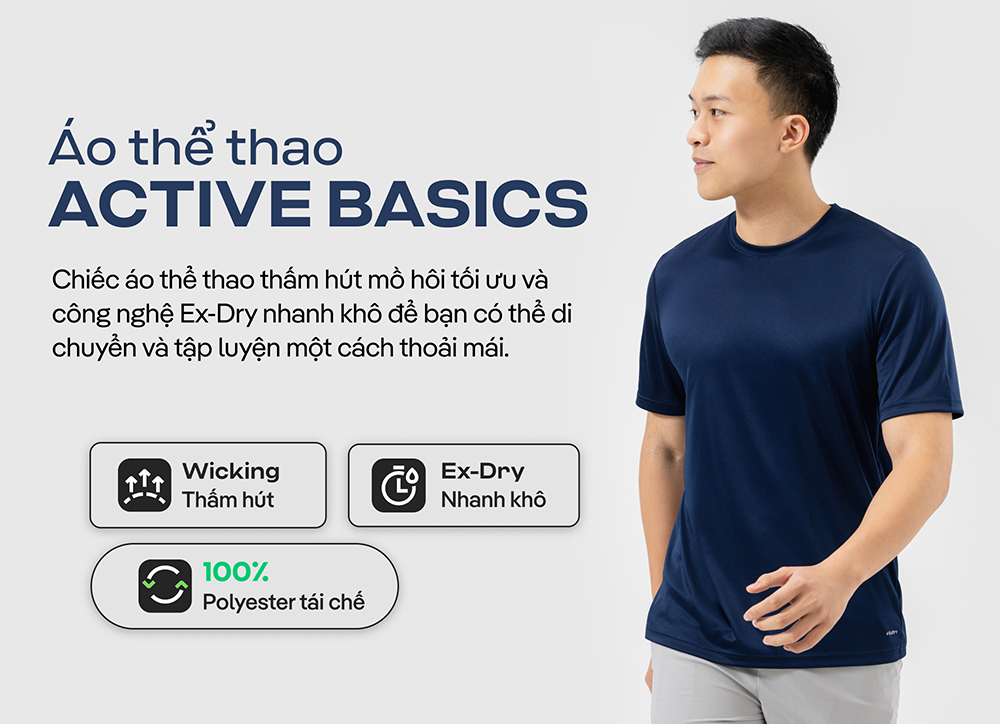 Áo thể thao
ACTIVE BASICS
Chiếc áo thể thao thấm hút mồ hôi tối ưu và
công nghệ Ex-Dry nhanh khô để bạn có thể di
chuyển và tập luyện một cách thoải mái.
Wicking
Thấm hút
Ex-Dry
Nhanh khô
100%
Polyester tái chế